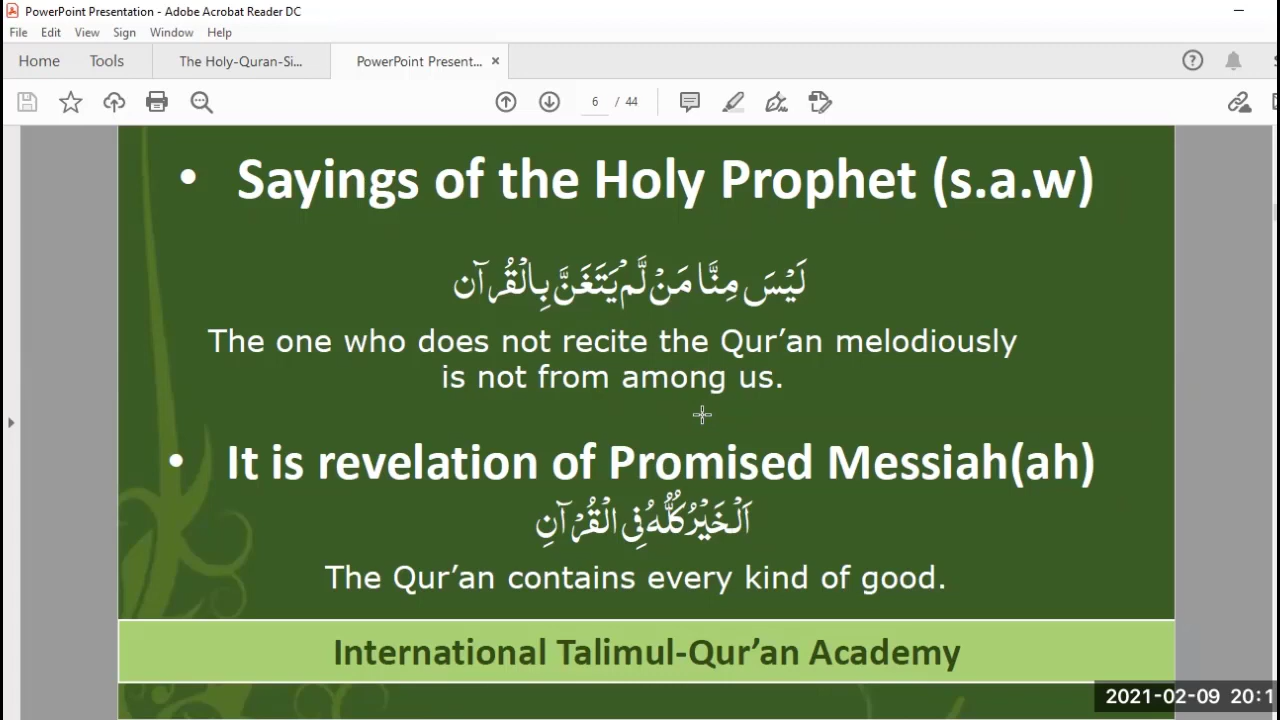 PowerPoint Presentation - Adobe Acrobat Reader DC
File Edit View Sign Window Help
Home Tools The Holy-Quran-Si... PowerPoint Present... ×
6 / 44
• Sayings of the Holy Prophet (s.a.w)
لَيْسَ مِنَّا مَنْ لَّمْ يَتَغَنَّ بِالْقُرْآن
The one who does not recite the Qur’an melodiously
is not from among us.
• It is revelation of Promised Messiah(ah)
اَلْخَيْرُ كُلُّهُ فِى الْقُرْآنِ
The Qur’an contains every kind of good.
International Talimul-Qur’an Academy
2021-02-09 20:1